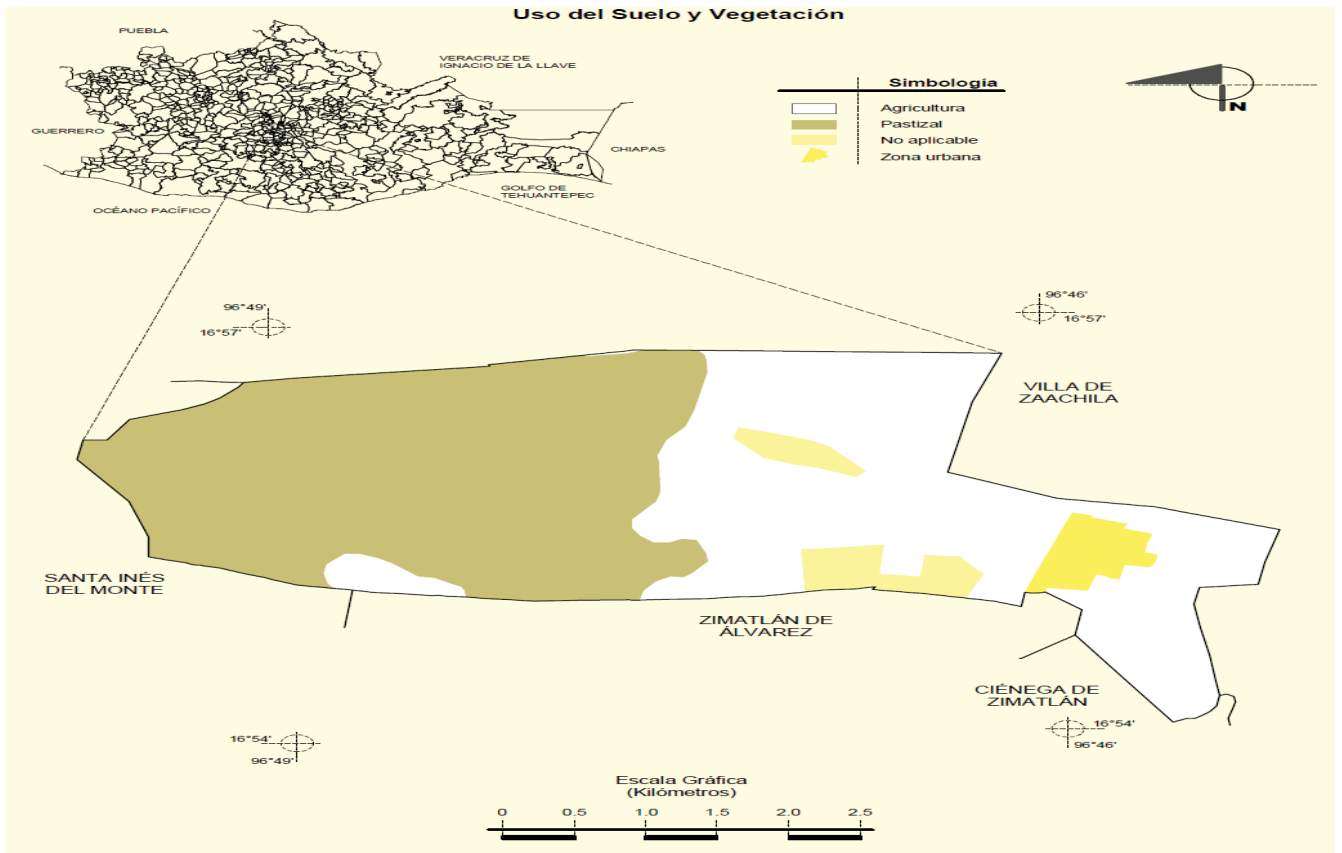 Uso del Suelo y Vegetación
PUEBLA
VERACRUZ DE
IGNACIO DE LA LLAVE
GUERRERO
CHIAPAS
GOLFO DE
TEHUANTEPEC
OCÉANO PACÍFICO
Simbología
Agricultura
Pastizal
No aplicable
Zona urbana
N
96°49'
16°57'
96°46'
16°57'
VILLA DE
ZAACHILA
SANTA INÉS
DEL MONTE
ZIMATLÁN DE
ÁLVAREZ
CIÉNEGA DE
ZIMATLÁN
16°54'
96°49'
16°54'
96°46'
Escala Gráfica
(Kilómetros)
0 0.5 1.0 1.5 2.0 2.5